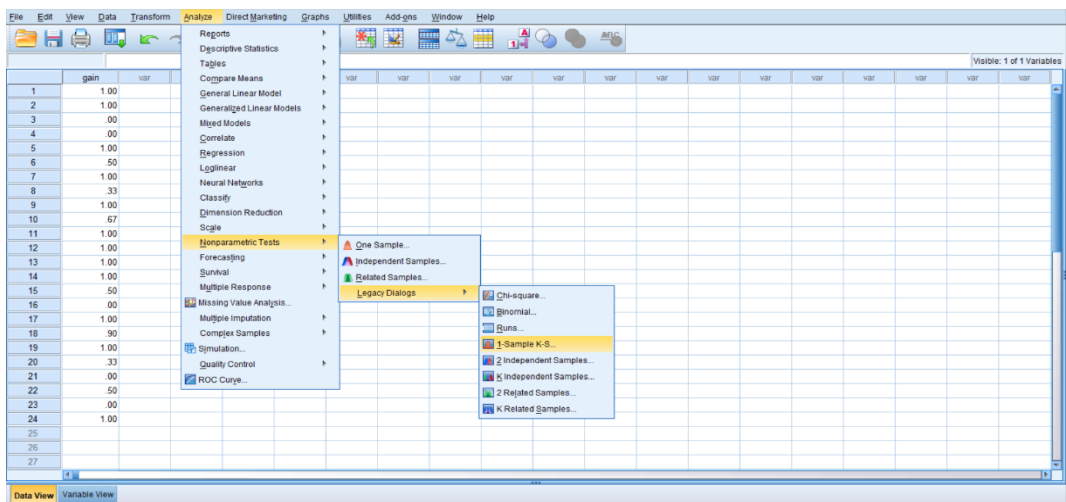 File Edit View Data Transform Analyze Direct Marketing Graphs Utilities Add-ons Window Help
Visible: 1 of 1 Variables
gain var var var var var var var var var var var var var var
1 1.00
2 1.00
3 .00
4 .00
5 1.00
6 .50
7 1.00
8 .33
9 1.00
10 .67
11 1.00
12 1.00
13 1.00
14 1.00
15 .50
16 .00
17 1.00
18 .90
19 1.00
20 .33
21 .00
22 .50
23 .00
24 1.00
25
26
27
Reports
Descriptive Statistics
Tables
Compare Means
General Linear Model
Generalized Linear Models
Mixed Models
Correlate
Regression
Loglinear
Neural Networks
Classify
Dimension Reduction
Scale
Nonparametric Tests
Forecasting
Survival
Multiple Response
Missing Value Analysis...
Multiple Imputation
Complex Samples
Simulation...
Quality Control
ROC Curve...
One Sample...
Independent Samples...
Related Samples...
Legacy Dialogs
Chi-square...
Binomial...
Runs...
1-Sample K-S...
2 Independent Samples...
K Independent Samples...
2 Related Samples...
K Related Samples...
Data View Variable View